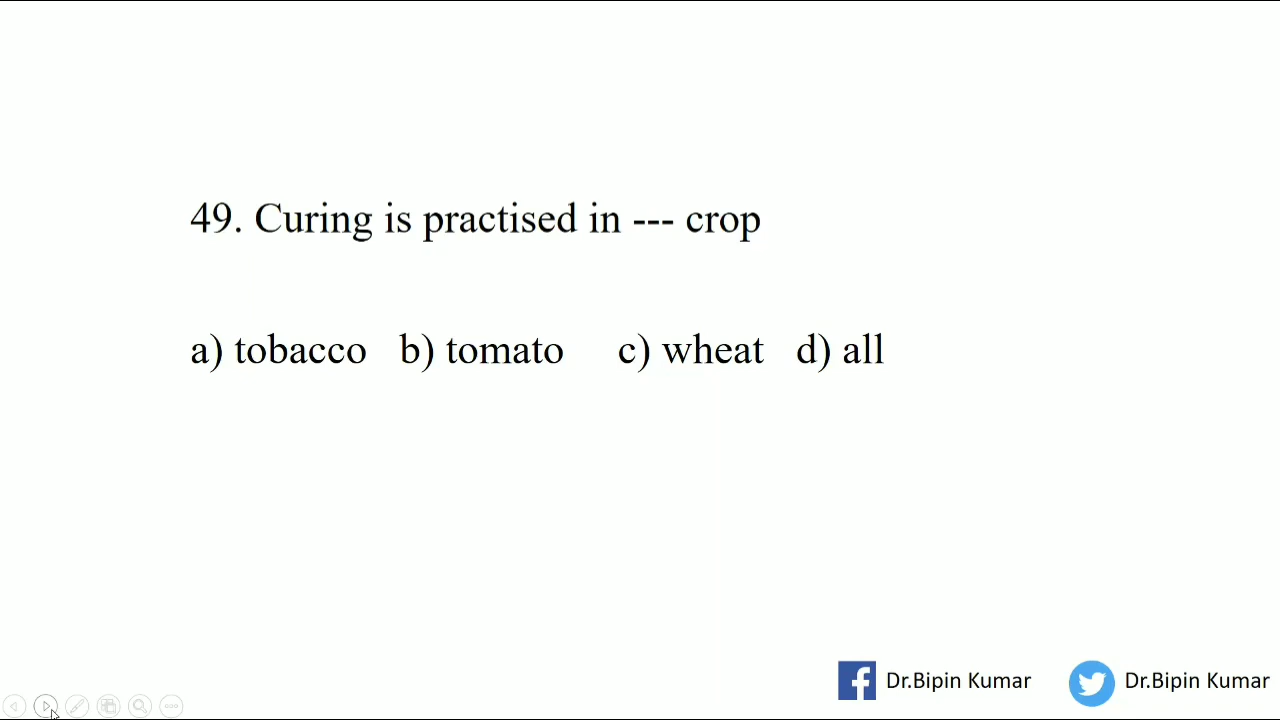 49. Curing is practised in --- crop
a) tobacco b) tomato c) wheat d) all
Dr.Bipin Kumar Dr.Bipin Kumar